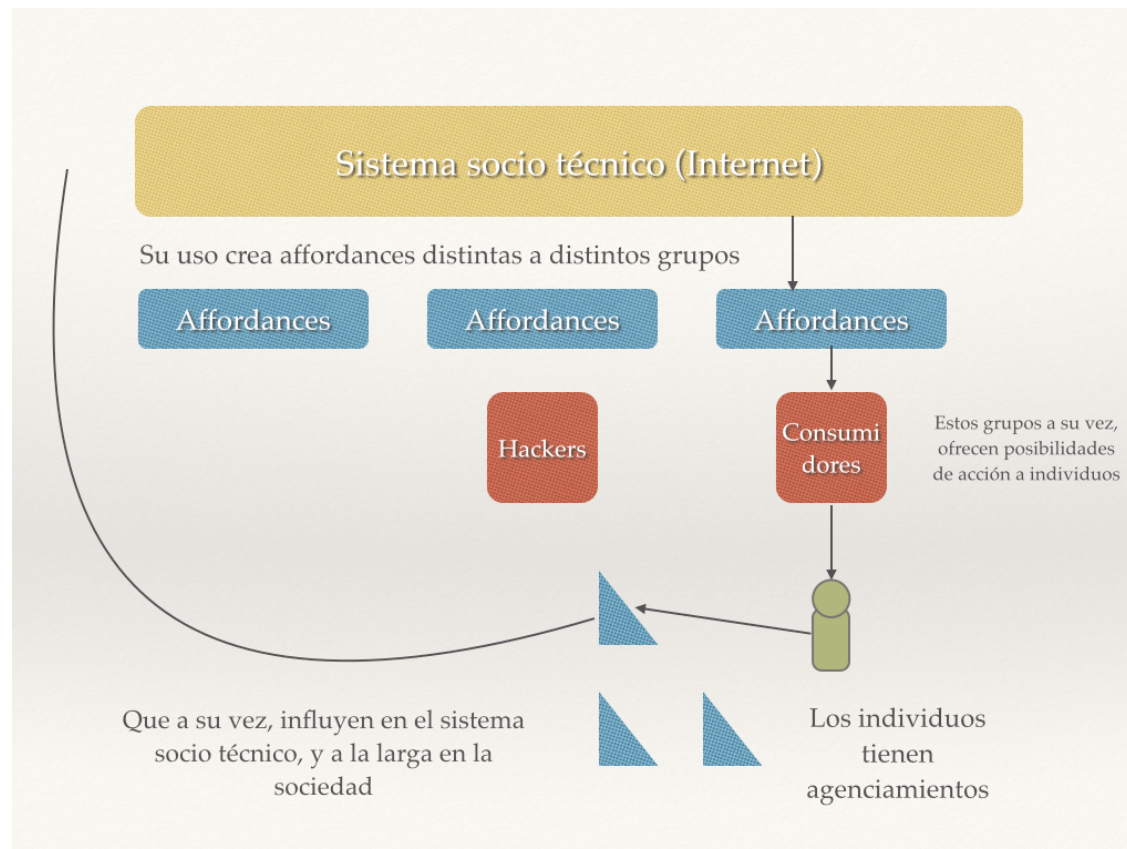 Sistema socio técnico (Internet)
Su uso crea affordances distintas a distintos grupos
Affordances
Affordances
Affordances
Hackers
Consumi
dores
Estos grupos a su vez,
ofrecen posibilidades
de acción a individuos
Que a su vez, influyen en el sistema
socio técnico, y a la larga en la
sociedad
Los individuos
tienen
agenciamientos